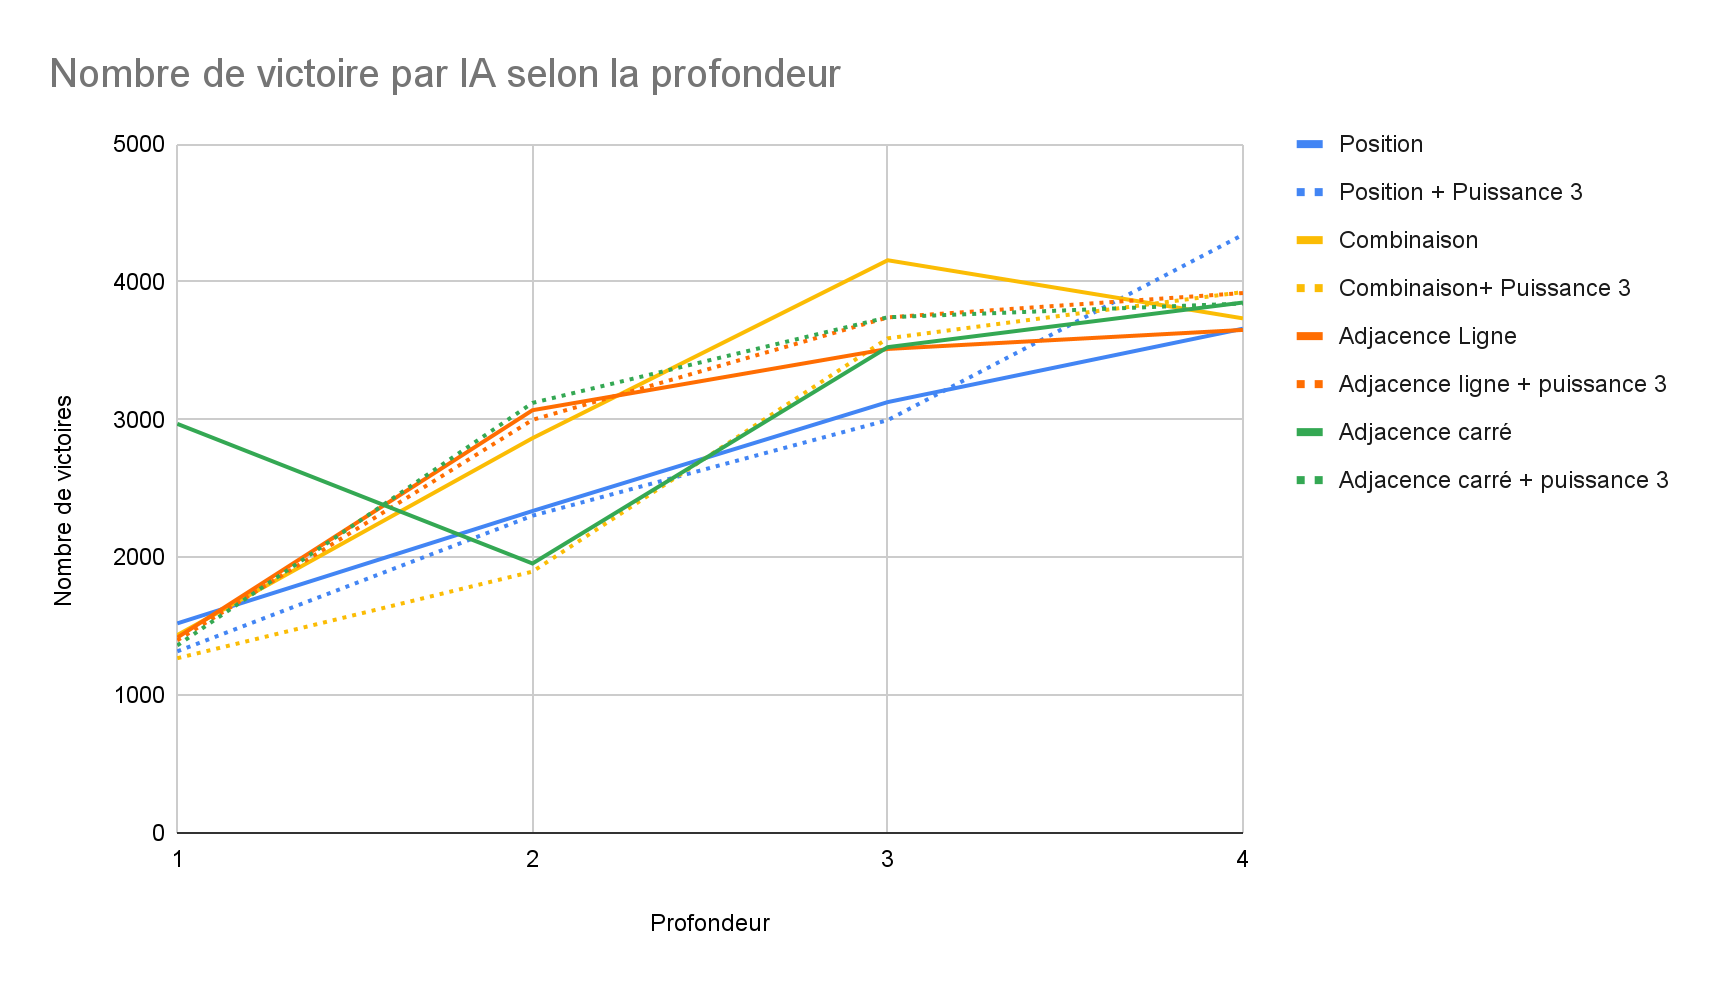 Nombre de victoire par IA selon la profondeur
5000
4000
3000
2000
1000
0
Nombre de victoires
1
2
3
4
Profondeur
Position
Position + Puissance 3
Combinaison
Combinaison+ Puissance 3
Adjacence Ligne
Adjacence ligne + puissance 3
Adjacence carré
Adjacence carré + puissance 3